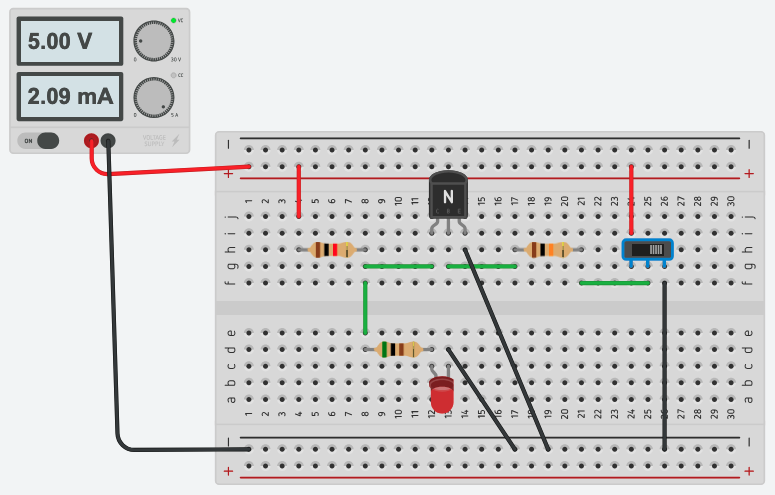 VC
5.00 V
0 30 V
CC
2.09 mA
0 5 A
ON
VOLTAGE
SUPPLY
− −
+ +
1 2 3 4 5 6 7 8 9 10 11 12 13 14 15 16 17 18 19 20 21 22 23 24 25 26 27 28 29 30
N
C B E
j j
i i
h h
g g
f f
e e
d d
c c
b b
a a
1 2 3 4 5 6 7 8 9 10 11 12 13 14 15 16 17 18 19 20 21 22 23 24 25 26 27 28 29 30
− −
+ +